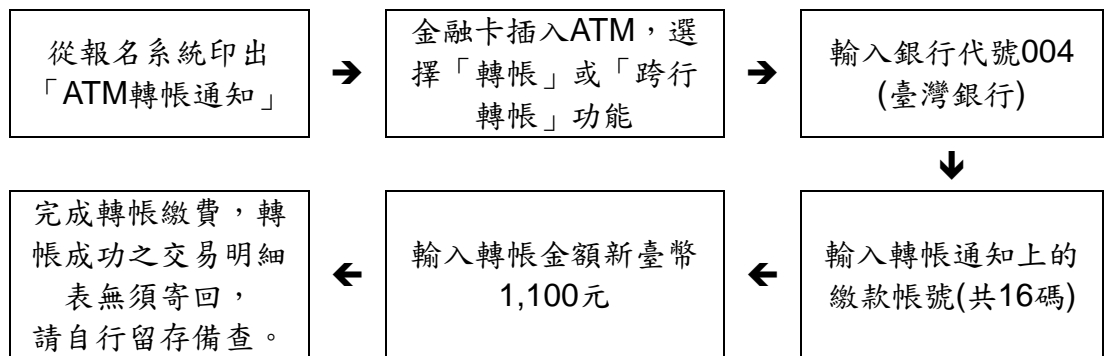 從報名系統印出
「ATM轉帳通知」
金融卡插入ATM，選
擇「轉帳」或「跨行
轉帳」功能
輸入銀行代號004
(臺灣銀行)
輸入轉帳通知上的
繳款帳號(共16碼)
輸入轉帳金額新臺幣
1,100元
完成轉帳繳費，轉
帳成功之交易明細
表無須寄回，
請自行留存備查。